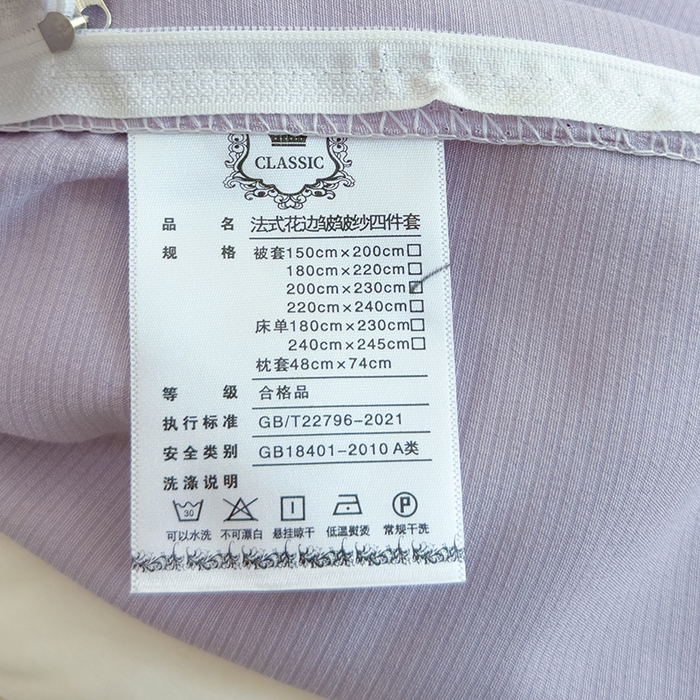 CLASSIC
品 名 法式花边皱皱纱四件套
规 格 被套150cm×200cm□
180cm×220cm□
200cm×230cm☑
220cm×240cm□
床单180cm×230cm□
240cm×245cm□
枕套48cm×74cm
等 级 合格品
执行标准 GB/T22796-2021
安全类别 GB18401-2010 A类
洗涤说明
30 P
可以水洗 不可漂白 悬挂晾干 低温熨烫 常规干洗